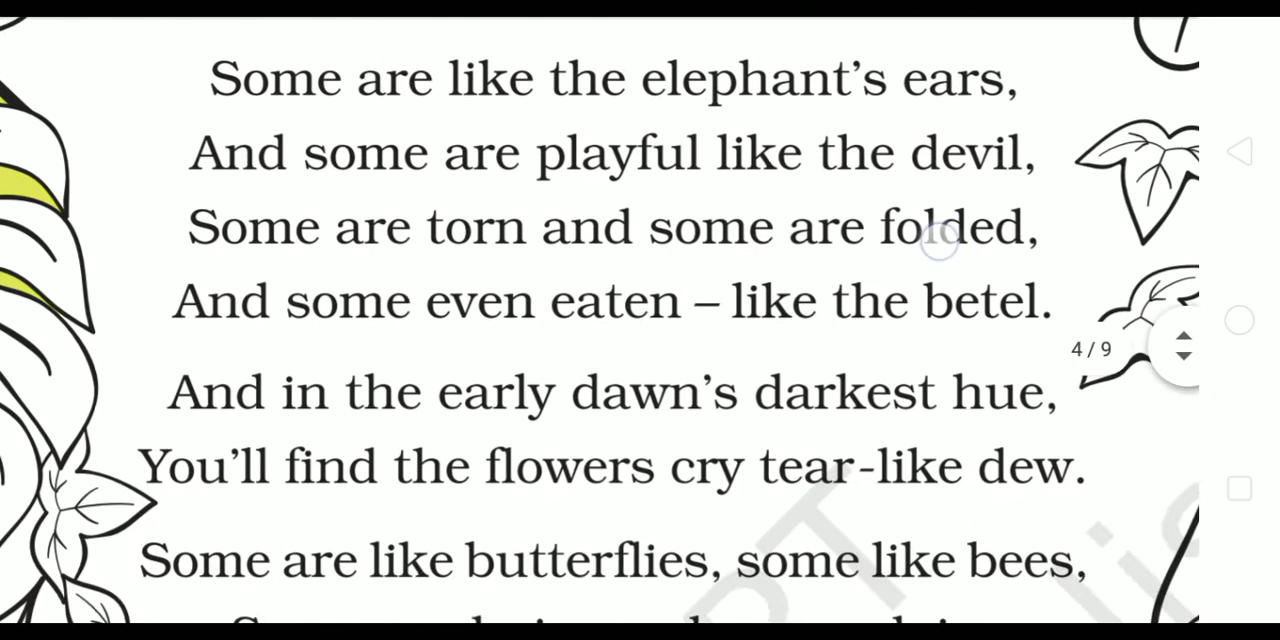 Some are like the elephant’s ears,
And some are playful like the devil,
Some are torn and some are folded,
And some even eaten – like the betel.
4 / 9
And in the early dawn’s darkest hue,
You’ll find the flowers cry tear-like dew.
Some are like butterflies, some like bees,